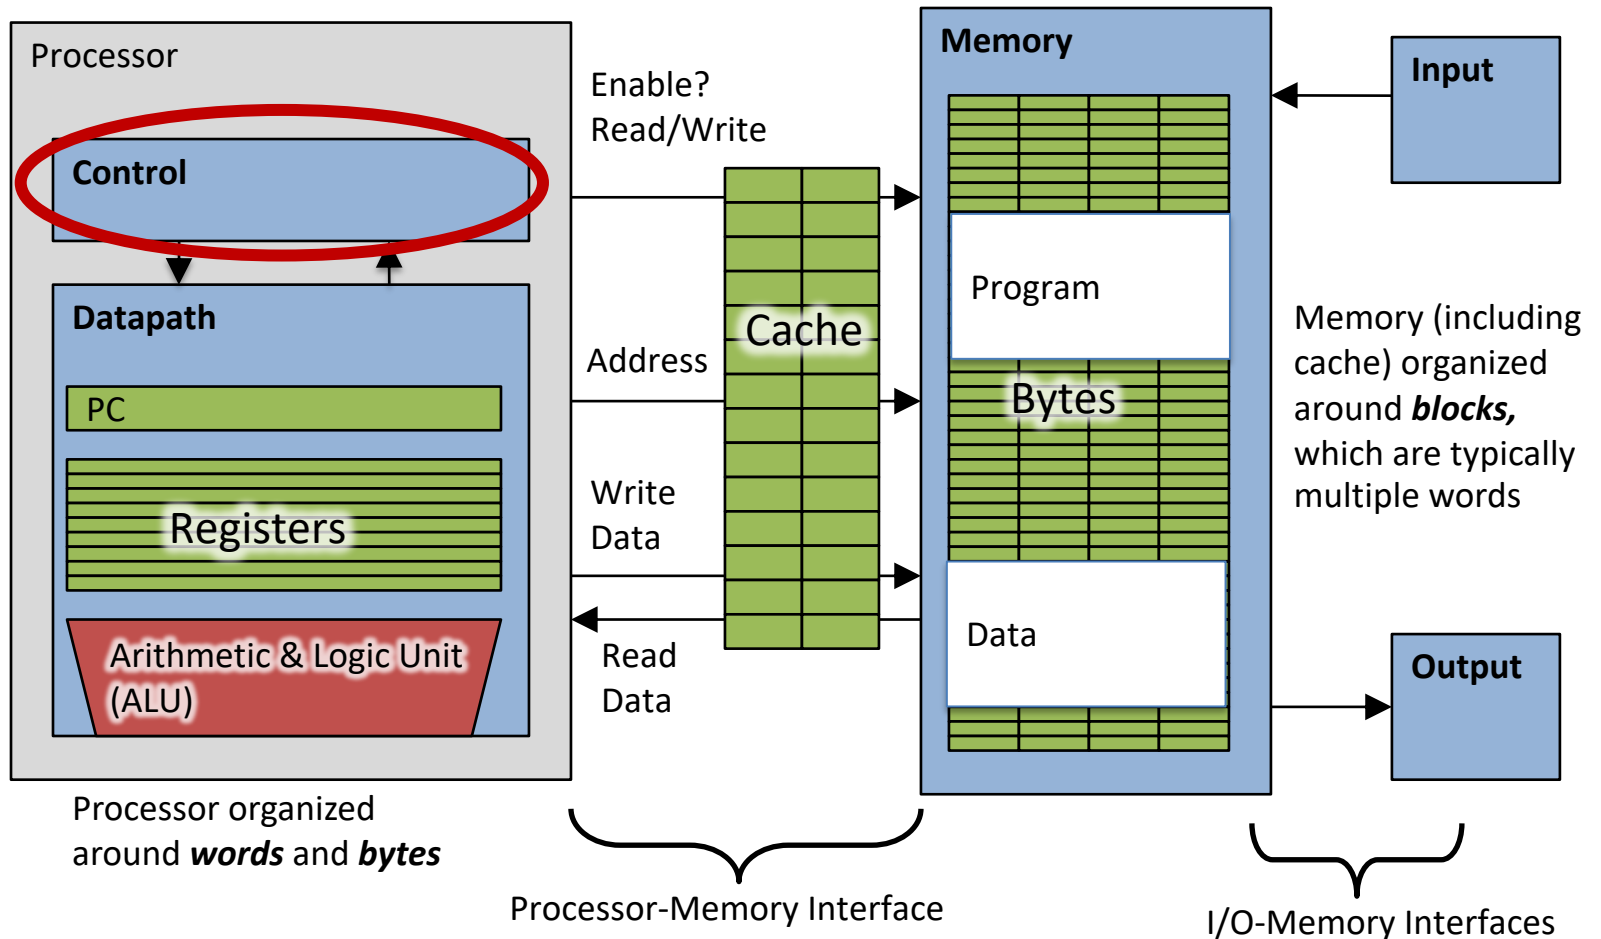 Processor
Control
Datapath
PC
Registers
Arithmetic & Logic Unit
(ALU)
Processor organized
around words and bytes
Enable?
Read/Write
Address
Write
Data
Read
Data
Cache
Processor-Memory Interface
Memory
Program
Bytes
Data
Input
Memory (including
cache) organized
around blocks,
which are typically
multiple words
Output
I/O-Memory Interfaces